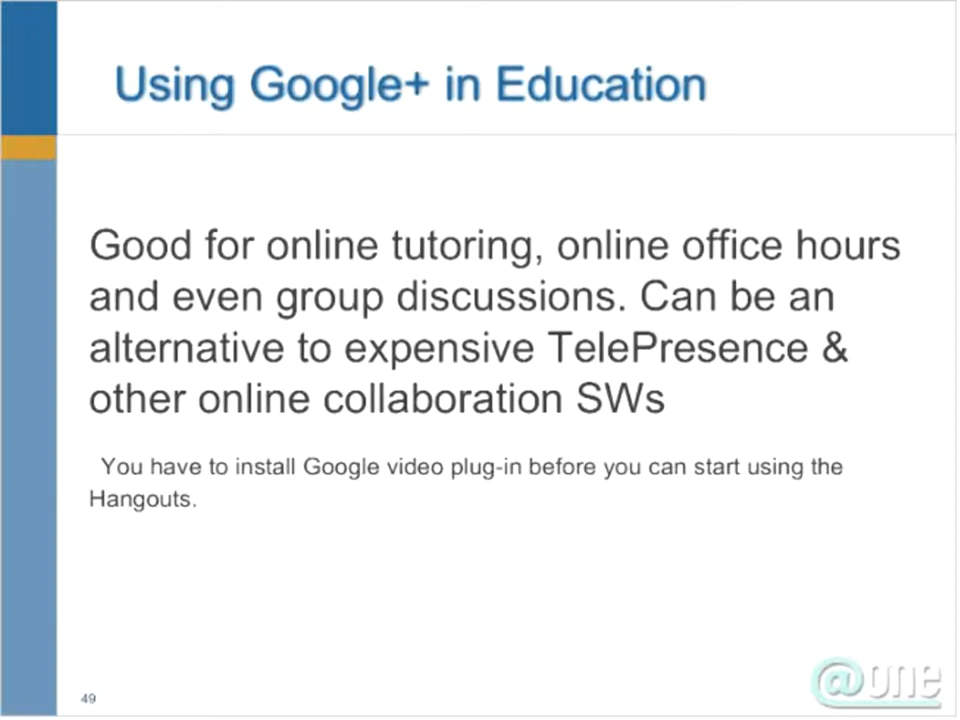 Using Google+ in Education
Good for online tutoring, online office hours
and even group discussions. Can be an
alternative to expensive TelePresence &
other online collaboration SWs
You have to install Google video plug-in before you can start using the
Hangouts.
49
@one